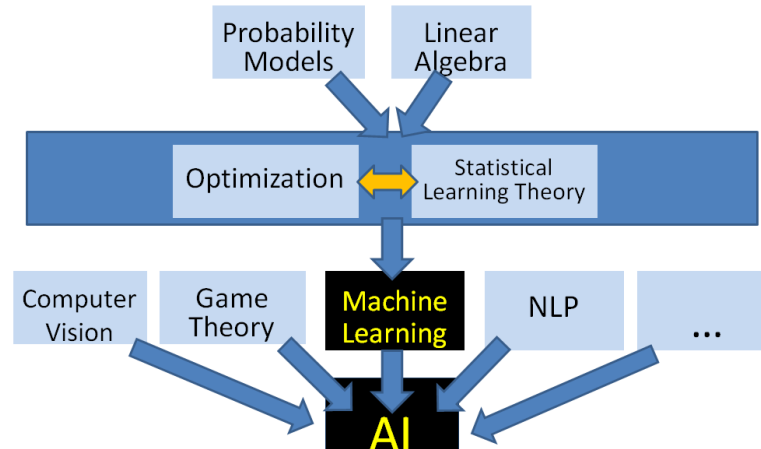 Probability
Models
Linear
Algebra
Optimization
Statistical
Learning Theory
Computer
Vision
Game
Theory
Machine
Learning
NLP
...
AI